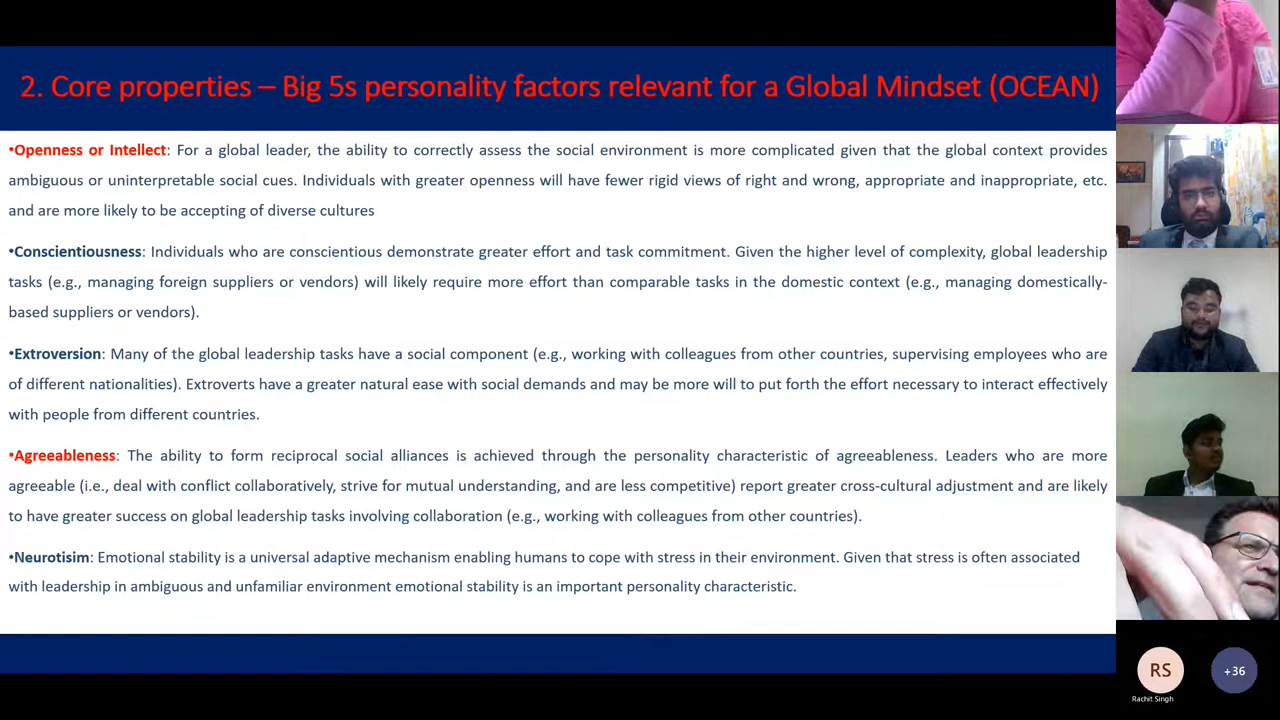 2. Core properties – Big 5s personality factors relevant for a Global Mindset (OCEAN)
•Openness or Intellect: For a global leader, the ability to correctly assess the social environment is more complicated given that the global context provides
ambiguous or uninterpretable social cues. Individuals with greater openness will have fewer rigid views of right and wrong, appropriate and inappropriate, etc.
and are more likely to be accepting of diverse cultures
•Conscientiousness: Individuals who are conscientious demonstrate greater effort and task commitment. Given the higher level of complexity, global leadership
tasks (e.g., managing foreign suppliers or vendors) will likely require more effort than comparable tasks in the domestic context (e.g., managing domestically-
based suppliers or vendors).
•Extroversion: Many of the global leadership tasks have a social component (e.g., working with colleagues from other countries, supervising employees who are
of different nationalities). Extroverts have a greater natural ease with social demands and may be more will to put forth the effort necessary to interact effectively
with people from different countries.
•Agreeableness: The ability to form reciprocal social alliances is achieved through the personality characteristic of agreeableness. Leaders who are more
agreeable (i.e., deal with conflict collaboratively, strive for mutual understanding, and are less competitive) report greater cross-cultural adjustment and are likely
to have greater success on global leadership tasks involving collaboration (e.g., working with colleagues from other countries).
•Neurotisim: Emotional stability is a universal adaptive mechanism enabling humans to cope with stress in their environment. Given that stress is often associated
with leadership in ambiguous and unfamiliar environment emotional stability is an important personality characteristic.
RS
+36
Rachit Singh